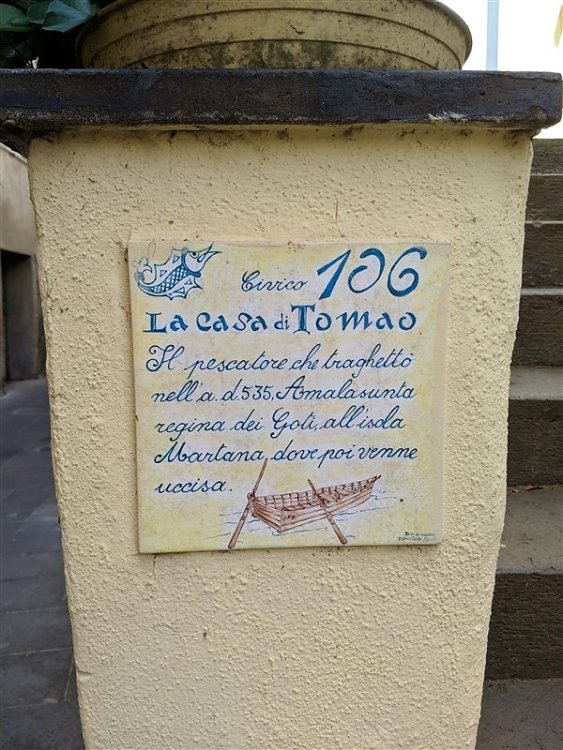 Civico 106
La casa di Tomao
Il pescatore che traghettò
nell'a.d.535, Amalasunta
regina dei Goti, all'isola
Martana, dove poi venne
uccisa.